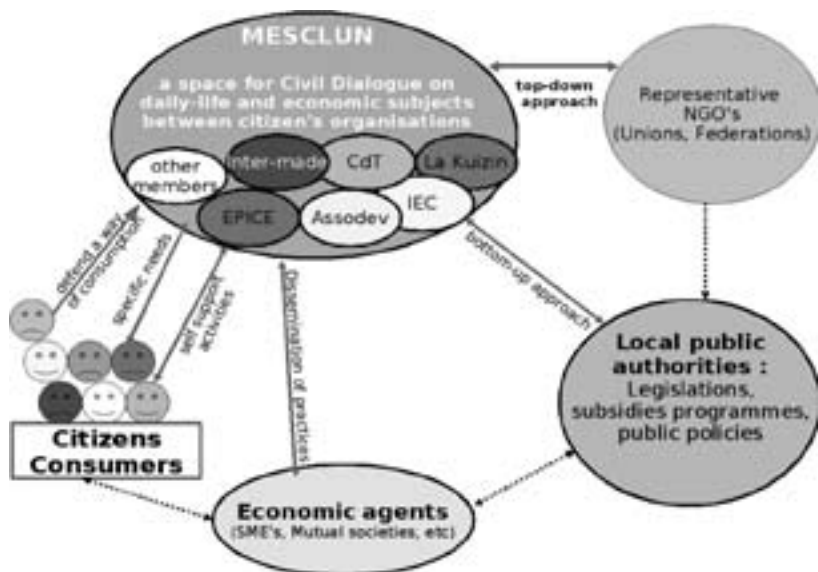 MESCLUN
a space for Civil Dialogue on
daily-life and economic subjects
between citizen's organisations
other
members
Inter-made
CdT
La Kuizin
EPICE
Assodev
IEC
top-down
approach
Representative
NGO's
(Unions, Federations)
defend a way
of consumption
specific needs
self support
activities
Dissemination of practices
bottom-up approach
Local public
authorities :
Legislations,
subsidies programmes,
public policies
Citizens
Consumers
Economic agents
(SME's, Mutual societies, etc)